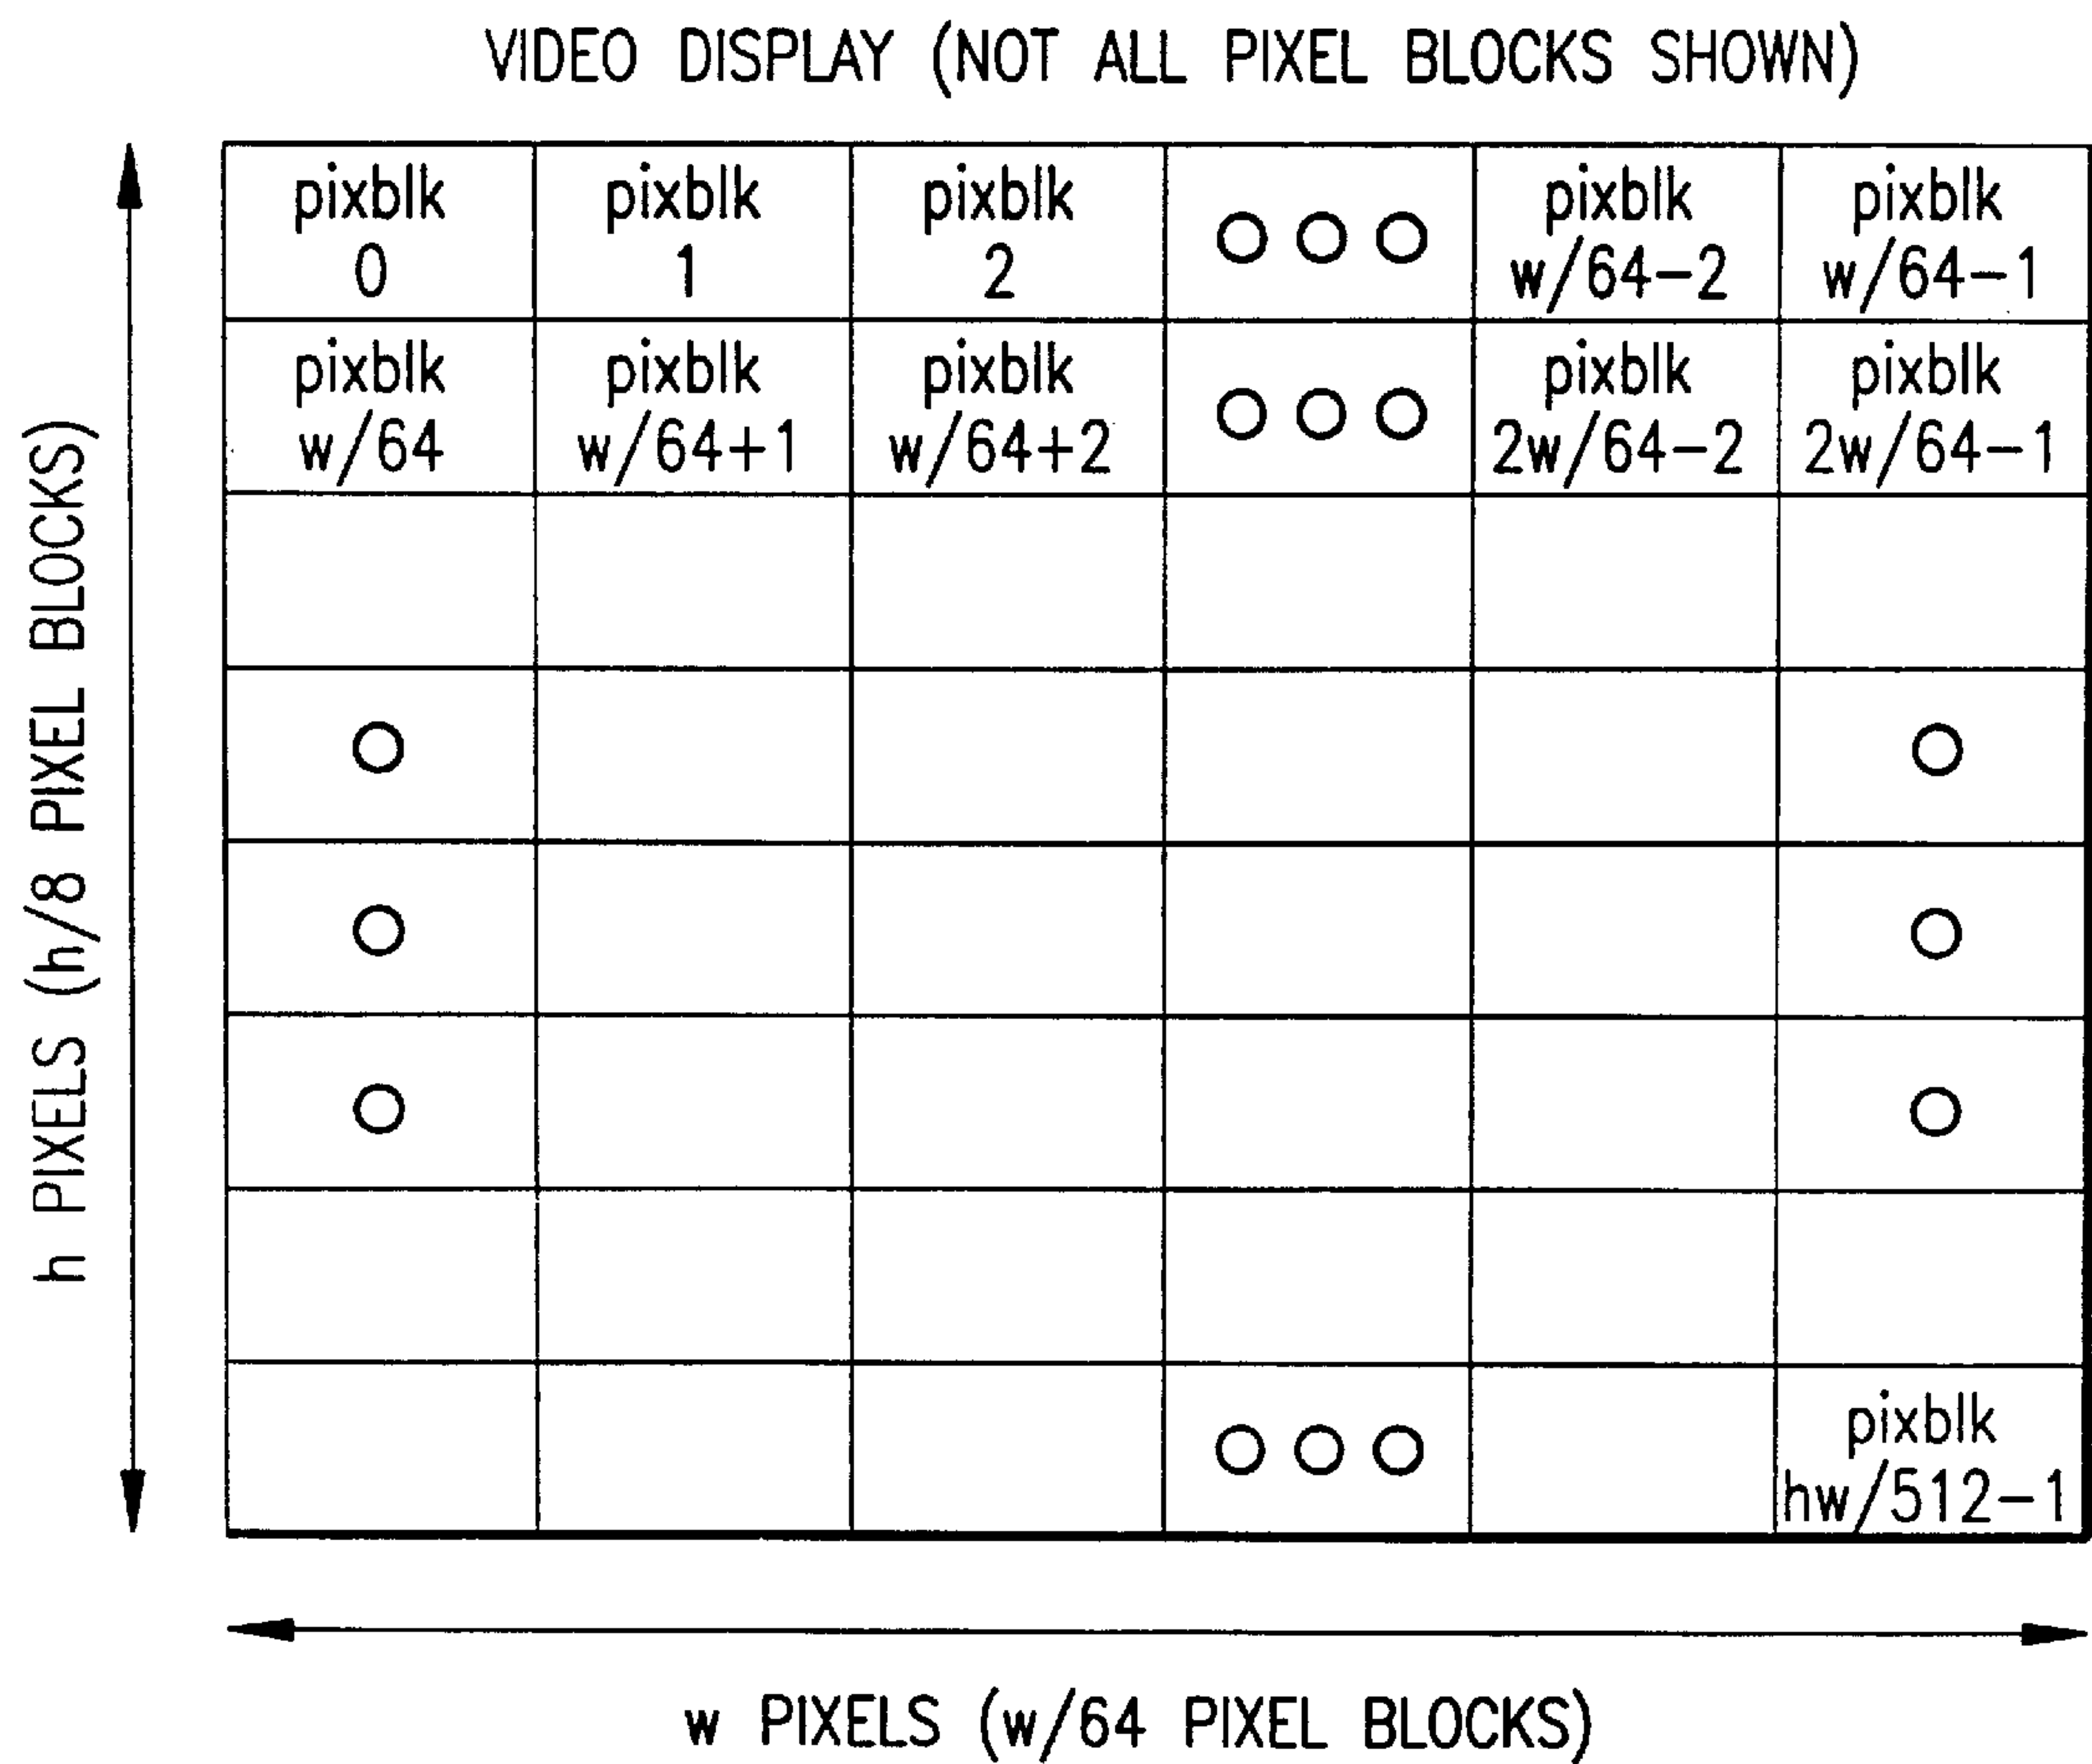 VIDEO DISPLAY (NOT ALL PIXEL BLOCKS SHOWN)
pixblk
0
pixblk
1
pixblk
2
pixblk
w/64-2
pixblk
w/64-1
pixblk
w/64
pixblk
w/64+1
pixblk
w/64+2
pixblk
2w/64-2
pixblk
2w/64-1
h PIXELS (h/8 PIXEL BLOCKS)
pixblk
hw/512-1
w PIXELS (w/64 PIXEL BLOCKS)